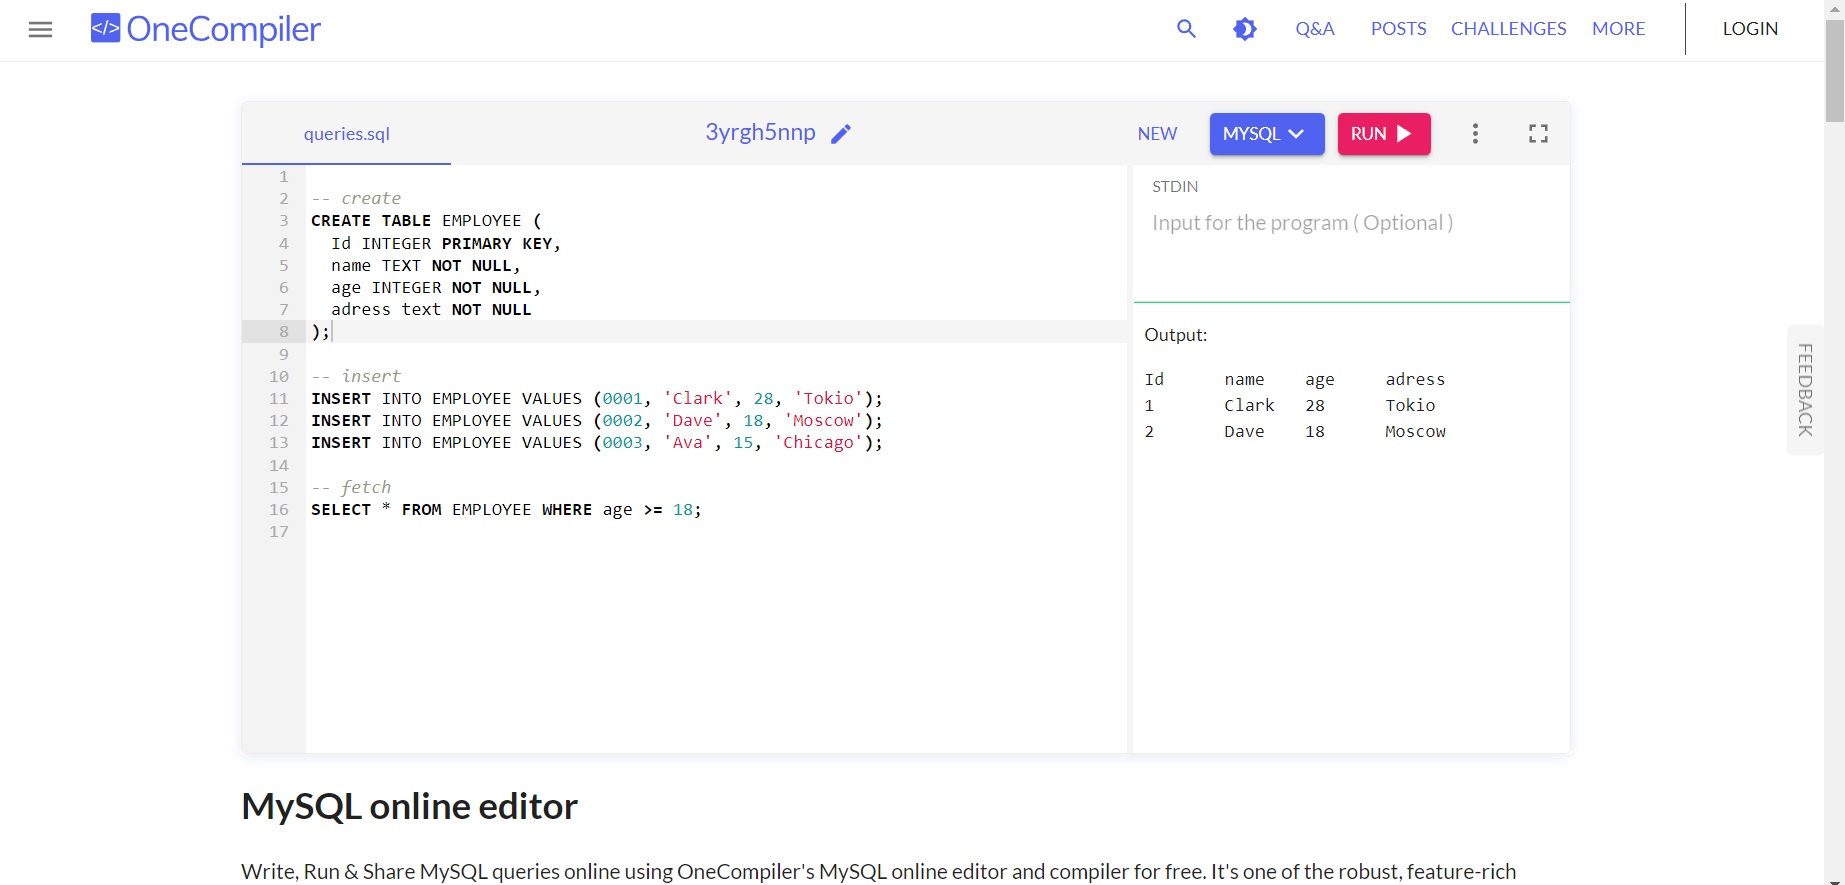 </> OneCompiler
Q&A POSTS CHALLENGES MORE LOGIN
queries.sql 3yrgh5nnp NEW MYSQL RUN
1
2 -- create
3 CREATE TABLE EMPLOYEE (
4 Id INTEGER PRIMARY KEY,
5 name TEXT NOT NULL,
6 age INTEGER NOT NULL,
7 adress text NOT NULL
8 );
9
10 -- insert
11 INSERT INTO EMPLOYEE VALUES (0001, 'Clark', 28, 'Tokio');
12 INSERT INTO EMPLOYEE VALUES (0002, 'Dave', 18, 'Moscow');
13 INSERT INTO EMPLOYEE VALUES (0003, 'Ava', 15, 'Chicago');
14
15 -- fetch
16 SELECT * FROM EMPLOYEE WHERE age >= 18;
17
STDIN
Input for the program ( Optional )
Output:
Id name age adress
1 Clark 28 Tokio
2 Dave 18 Moscow
FEEDBACK
MySQL online editor
Write, Run & Share MySQL queries online using OneCompiler's MySQL online editor and compiler for free. It's one of the robust, feature-rich